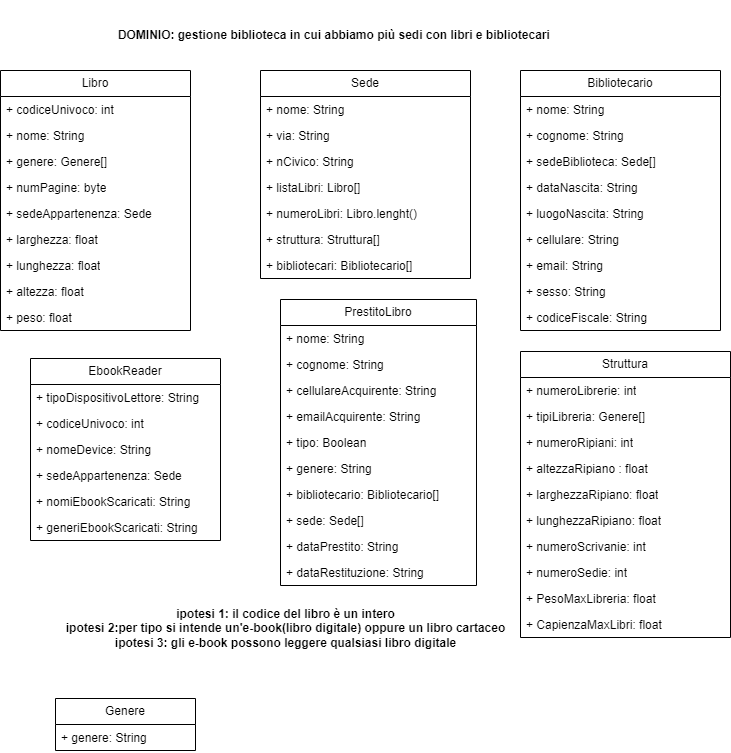 DOMINIO: gestione biblioteca in cui abbiamo più sedi con libri e bibliotecari
Libro
+ codiceUnivoco: int
+ nome: String
+ genere: Genere[]
+ numPagine: byte
+ sedeAppartenenza: Sede
+ larghezza: float
+ lunghezza: float
+ altezza: float
+ peso: float
Sede
+ nome: String
+ via: String
+ nCivico: String
+ listaLibri: Libro[]
+ numeroLibri: Libro.lenght()
+ struttura: Struttura[]
+ bibliotecari: Bibliotecario[]
Bibliotecario
+ nome: String
+ cognome: String
+ sedeBiblioteca: Sede[]
+ dataNascita: String
+ luogoNascita: String
+ cellulare: String
+ email: String
+ sesso: String
+ codiceFiscale: String
EbookReader
+ tipoDispositivoLettore: String
+ codiceUnivoco: int
+ nomeDevice: String
+ sedeAppartenenza: Sede
+ nomiEbookScaricati: String
+ generiEbookScaricati: String
PrestitoLibro
+ nome: String
+ cognome: String
+ cellulareAcquirente: String
+ emailAcquirente: String
+ tipo: Boolean
+ genere: String
+ bibliotecario: Bibliotecario[]
+ sede: Sede[]
+ dataPrestito: String
+ dataRestituzione: String
Struttura
+ numeroLibrerie: int
+ tipiLibreria: Genere[]
+ numeroRipiani: int
+ altezzaRipiano : float
+ larghezzaRipiano: float
+ lunghezzaRipiano: float
+ numeroScrivanie: int
+ numeroSedie: int
+ PesoMaxLibreria: float
+ CapienzaMaxLibri: float
ipotesi 1: il codice del libro è un intero
ipotesi 2:per tipo si intende un'e-book(libro digitale) oppure un libro cartaceo
ipotesi 3: gli e-book possono leggere qualsiasi libro digitale
Genere
+ genere: String